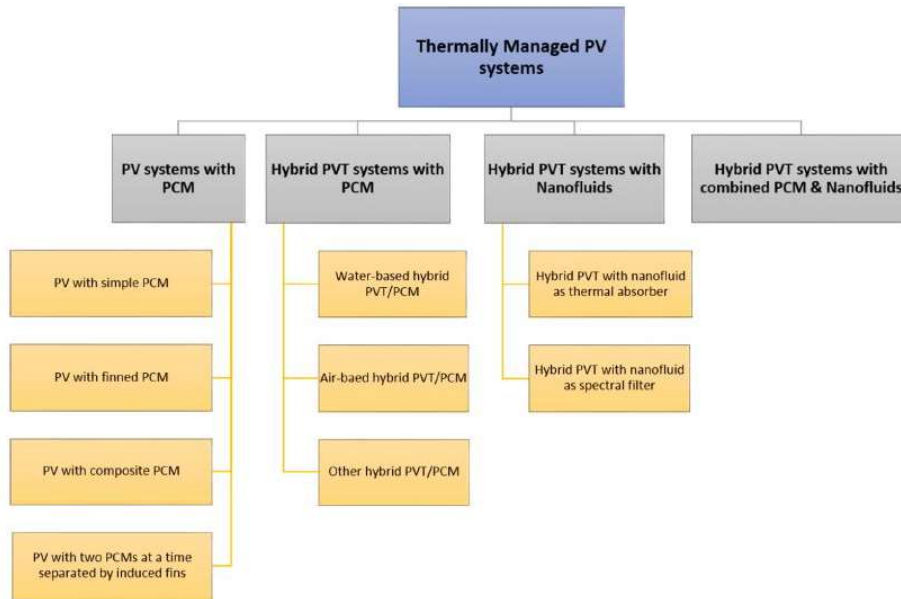 Thermally Managed PV
systems
PV systems with
PCM
Hybrid PVT systems with
PCM
Hybrid PVT systems with
Nanofluids
Hybrid PVT systems with
combined PCM & Nanofluids
PV with simple PCM
PV with finned PCM
PV with composite PCM
PV with two PCMs at a time
separated by induced fins
Water-based hybrid
PVT/PCM
Air-baed hybrid PVT/PCM
Other hybrid PVT/PCM
Hybrid PVT with nanofluid
as thermal absorber
Hybrid PVT with nanofluid
as spectral filter